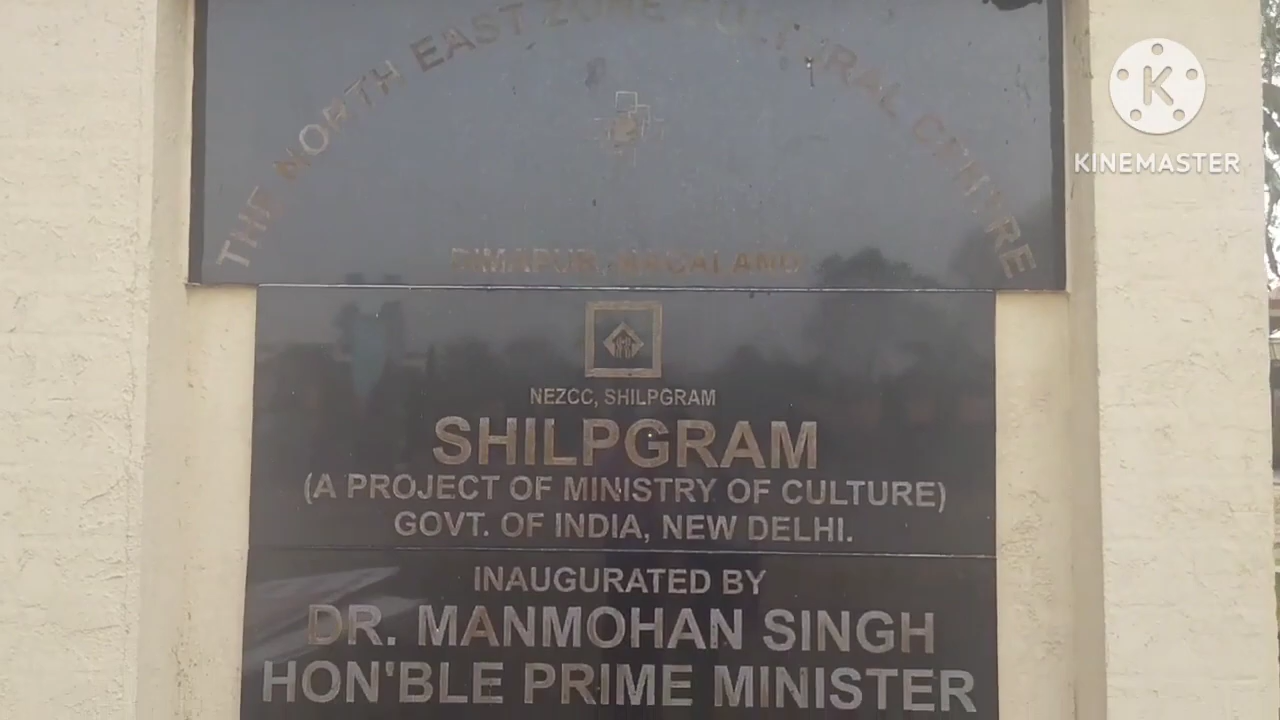 THE NORTH EAST ZONE CULTURAL CENTRE
DIMAPUR NAGALAND
NEZCC, SHILPGRAM
SHILPGRAM
(A PROJECT OF MINISTRY OF CULTURE)
GOVT. OF INDIA, NEW DELHI.
INAUGURATED BY
DR. MANMOHAN SINGH
HON'BLE PRIME MINISTER
K
KINEMASTER